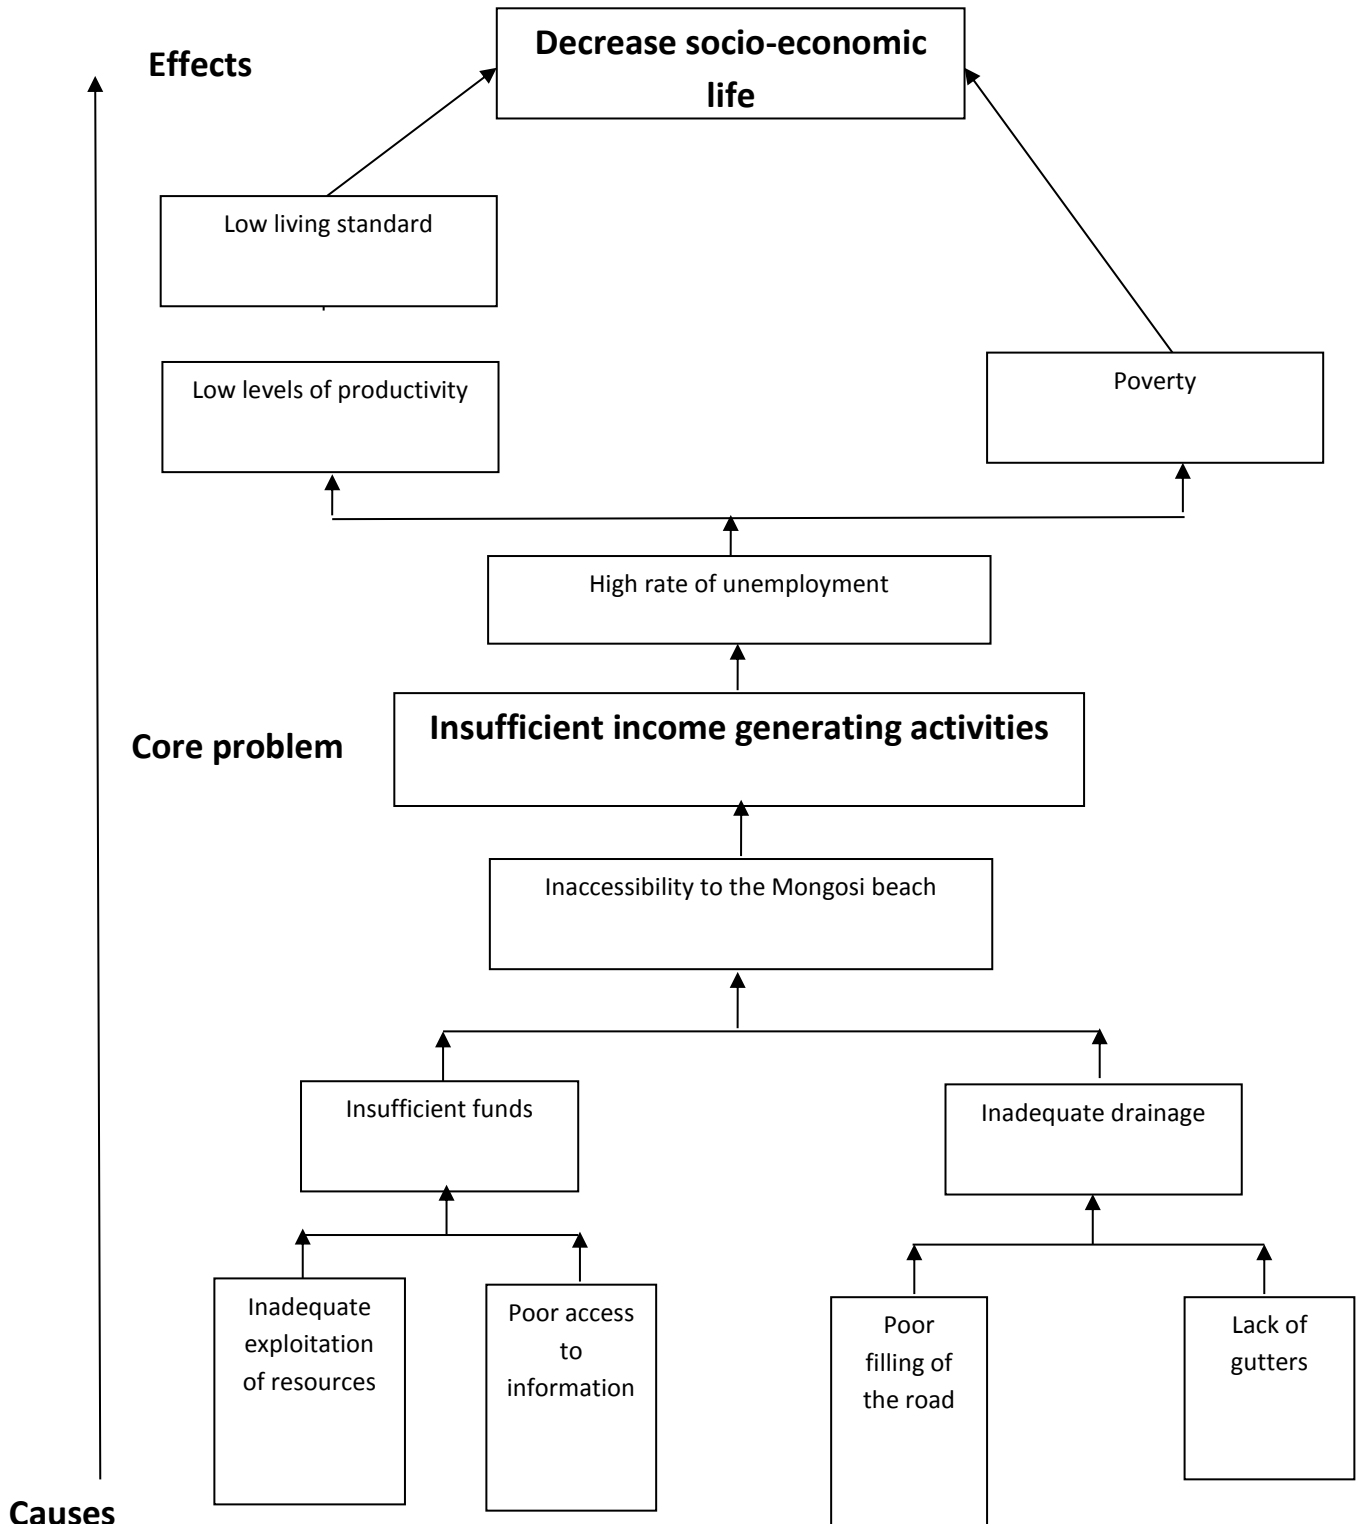 Effects
Decrease socio-economic
life
Low living standard
Low levels of productivity
Poverty
High rate of unemployment
Core problem
Insufficient income generating activities
Inaccessibility to the Mongosi beach
Insufficient funds
Inadequate drainage
Inadequate
exploitation
of resources
Poor access
to
information
Poor
filling of
the road
Lack of
gutters
Causes